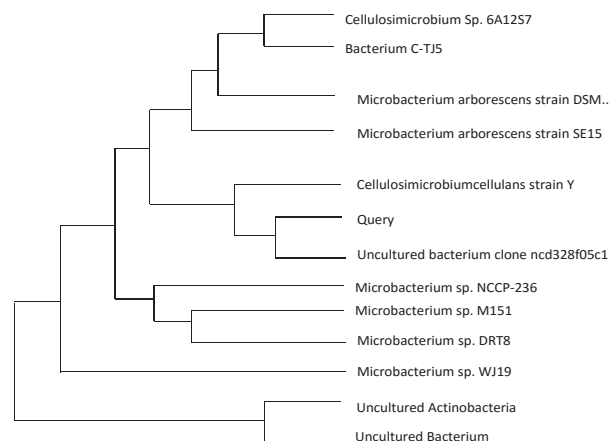 Cellulosimicrobium Sp. 6A12S7
Bacterium C-TJ5
Microbacterium arborescens strain DSM..
Microbacterium arborescens strain SE15
Cellulosimicrobiumcellulans strain Y
Query
Uncultured bacterium clone ncd328f05c1
Microbacterium sp. NCCP-236
Microbacterium sp. M151
Microbacterium sp. DRT8
Microbacterium sp. WJ19
Uncultured Actinobacteria
Uncultured Bacterium